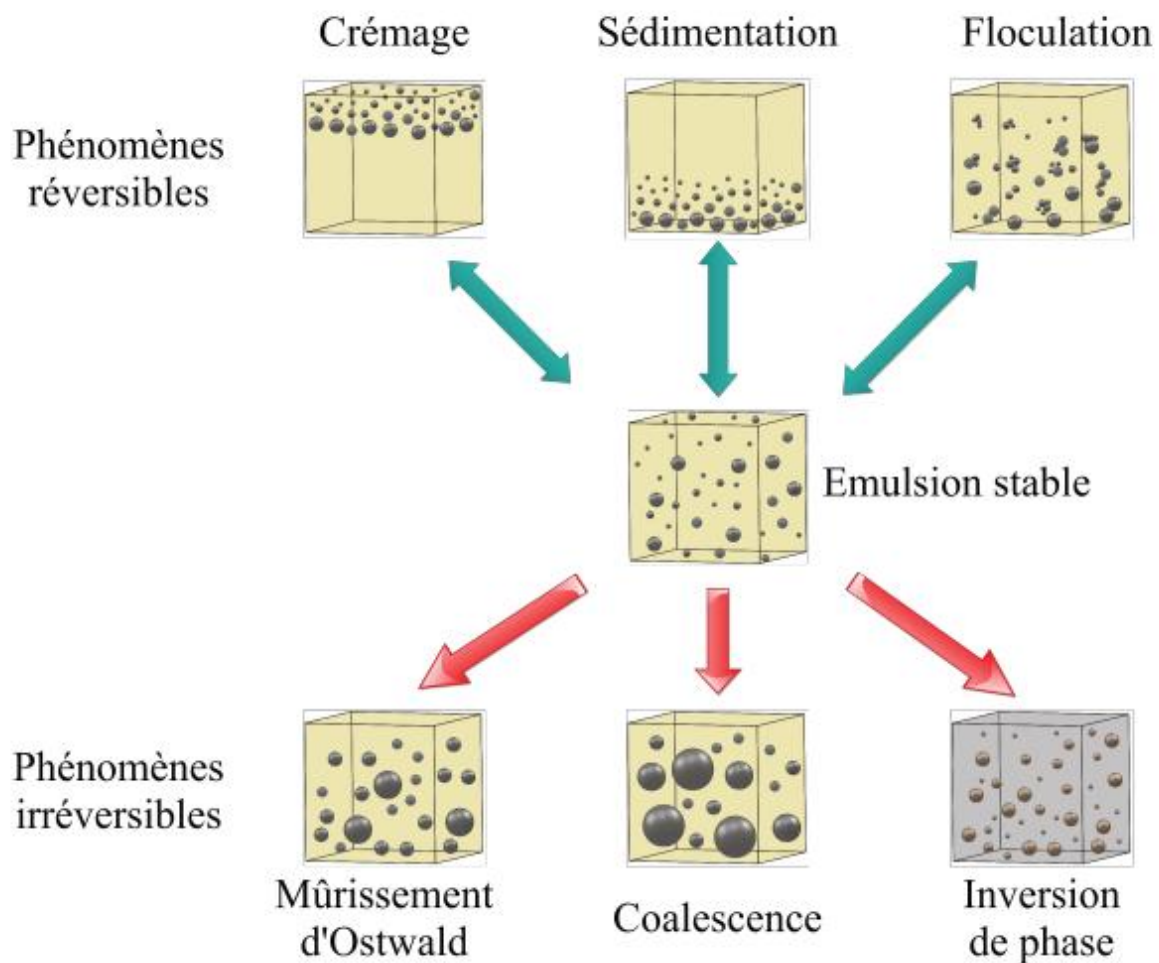 Crémage
Sédimentation
Floculation
Phénomènes
réversibles
Emulsion stable
Phénomènes
irréversibles
Mûrissement
d'Ostwald
Coalescence
Inversion
de phase